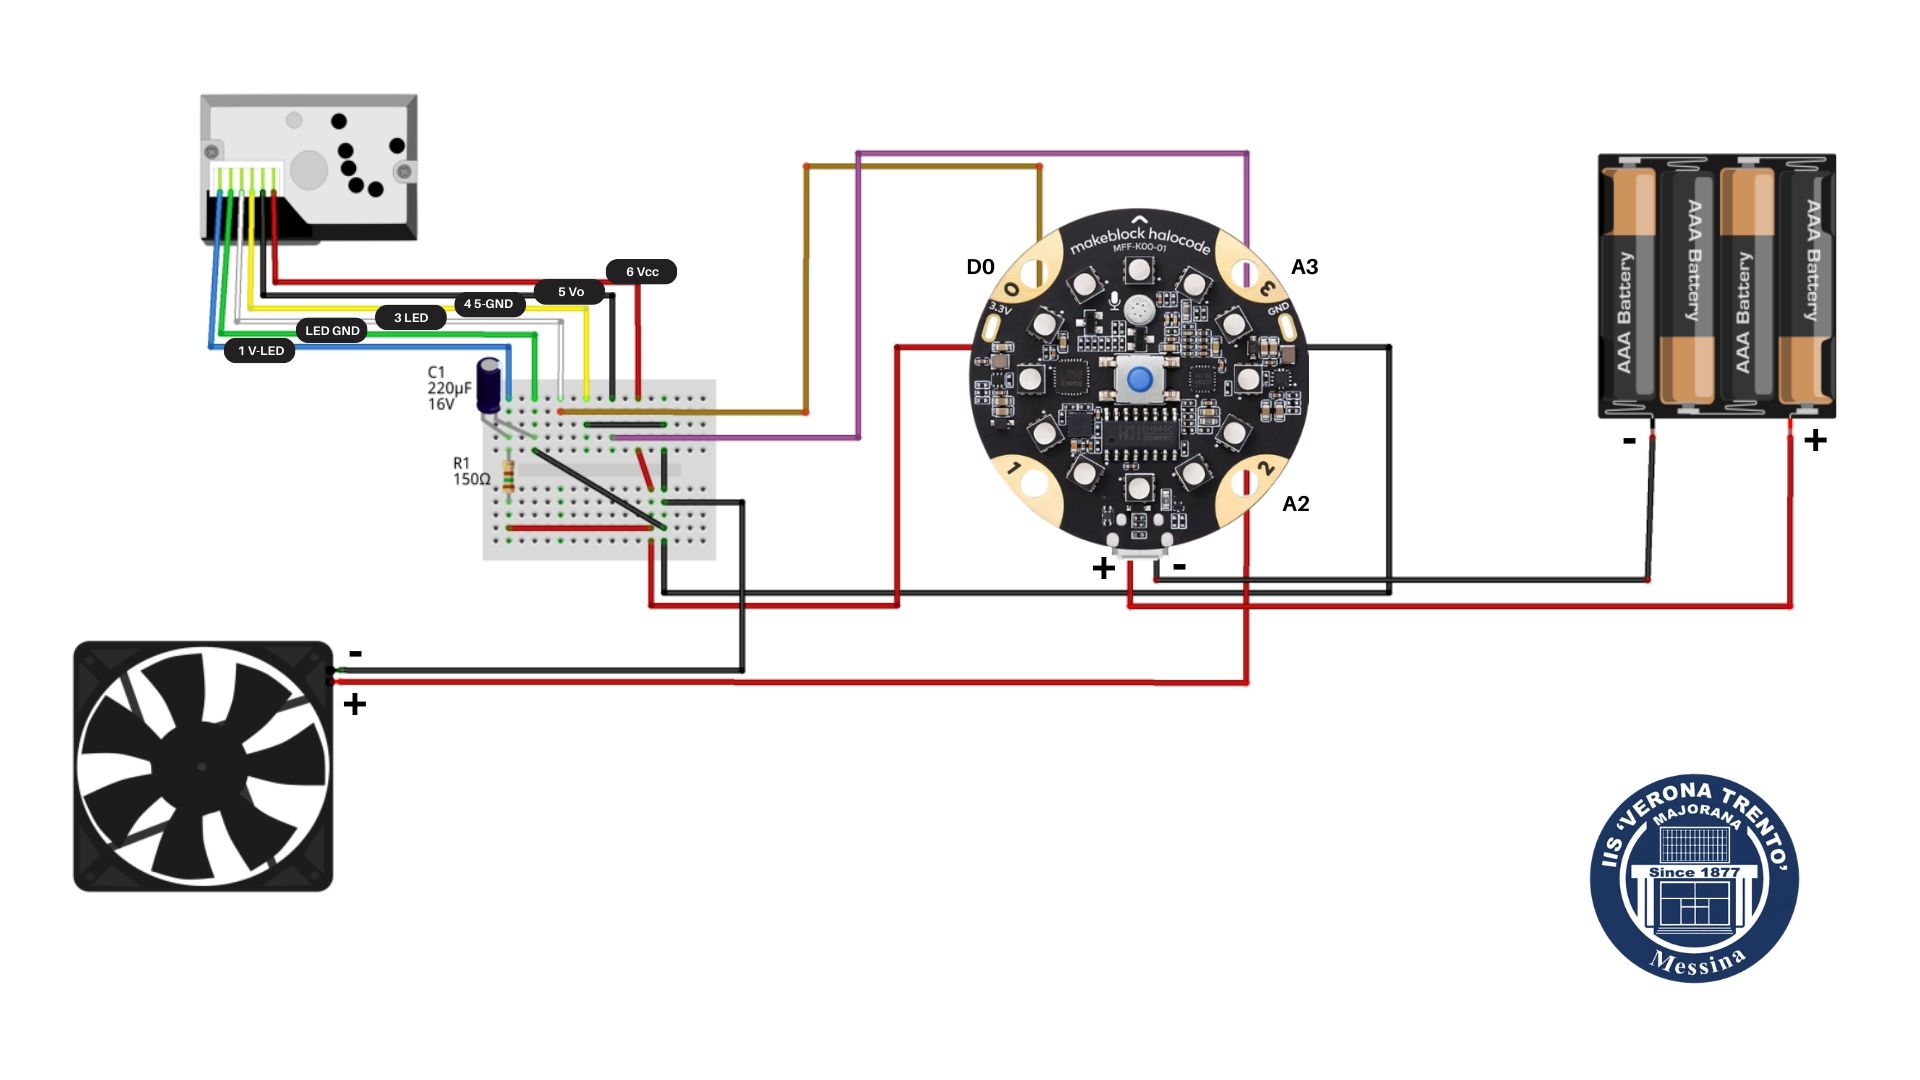 6 Vcc
5 Vo
4 5-GND
3 LED
LED GND
1 V-LED
C1
220µF
16V
R1
150Ω
D0
A3
makeblock halocode
MFF-K00-01
0
3
3.3V
GND
1
2
A2
+
-
-
+
-
+
AAA Battery
AAA Battery
AAA Battery
AAA Battery
IIS 'VERONA TRENTO'
MAJORANA
Since 1877
Messina